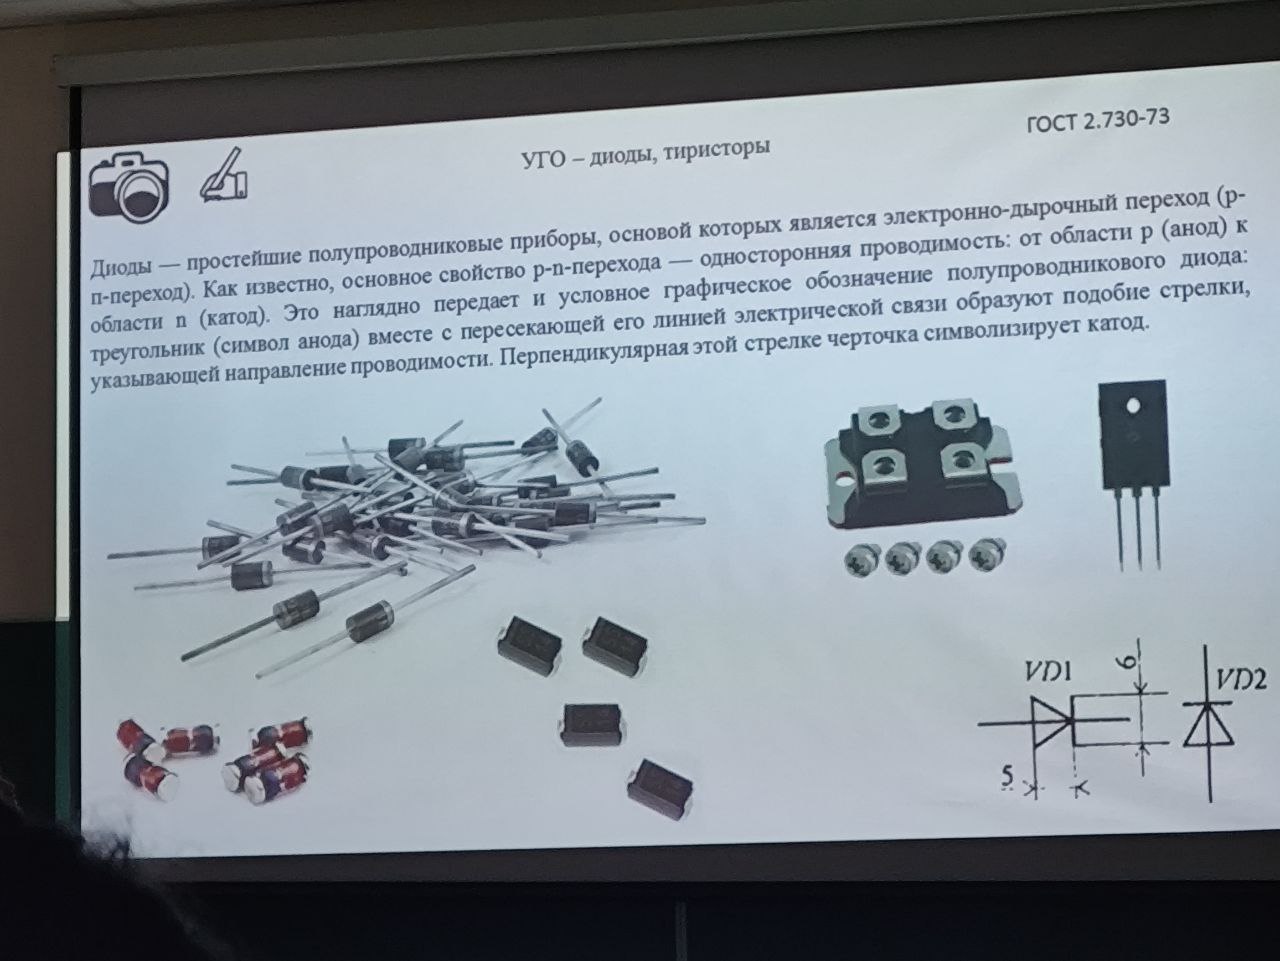 ГОСТ 2.730-73
УГО – диоды, тиристоры
Диоды — простейшие полупроводниковые приборы, основой которых является электронно-дырочный переход (p-
n-переход). Как известно, основное свойство p-n-перехода — односторонняя проводимость: от области p (анод) к
области n (катод). Это наглядно передает и условное графическое обозначение полупроводникового диода:
треугольник (символ анода) вместе с пересекающей его линией электрической связи образуют подобие стрелки,
указывающей направление проводимости. Перпендикулярная этой стрелке черточка символизирует катод.
VD1
6
VD2
5